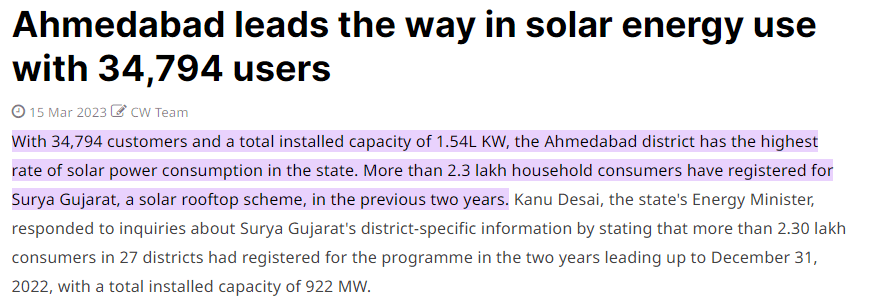 Ahmedabad leads the way in solar energy use
with 34,794 users
15 Mar 2023 CW Team
With 34,794 customers and a total installed capacity of 1.54L KW, the Ahmedabad district has the highest
rate of solar power consumption in the state. More than 2.3 lakh household consumers have registered for
Surya Gujarat, a solar rooftop scheme, in the previous two years. Kanu Desai, the state's Energy Minister,
responded to inquiries about Surya Gujarat's district-specific information by stating that more than 2.30 lakh
consumers in 27 districts had registered for the programme in the two years leading up to December 31,
2022, with a total installed capacity of 922 MW.